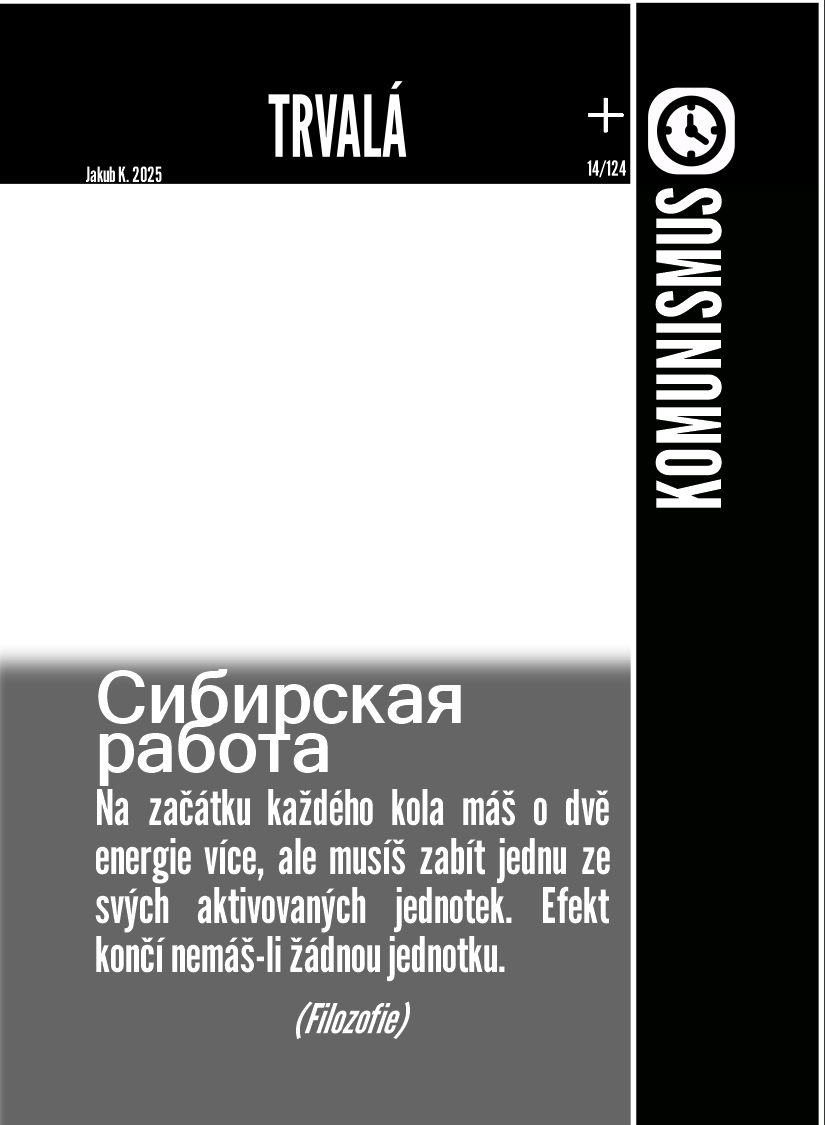 TRVALÁ
+
Jakub K. 2025
14/124
KOMUNISMUS
Сибирская
работа
Na začátku každého kola máš o dvě
energie více, ale musíš zabít jednu ze
svých aktivovaných jednotek. Efekt
končí nemáš-li žádnou jednotku.
(Filozofie)